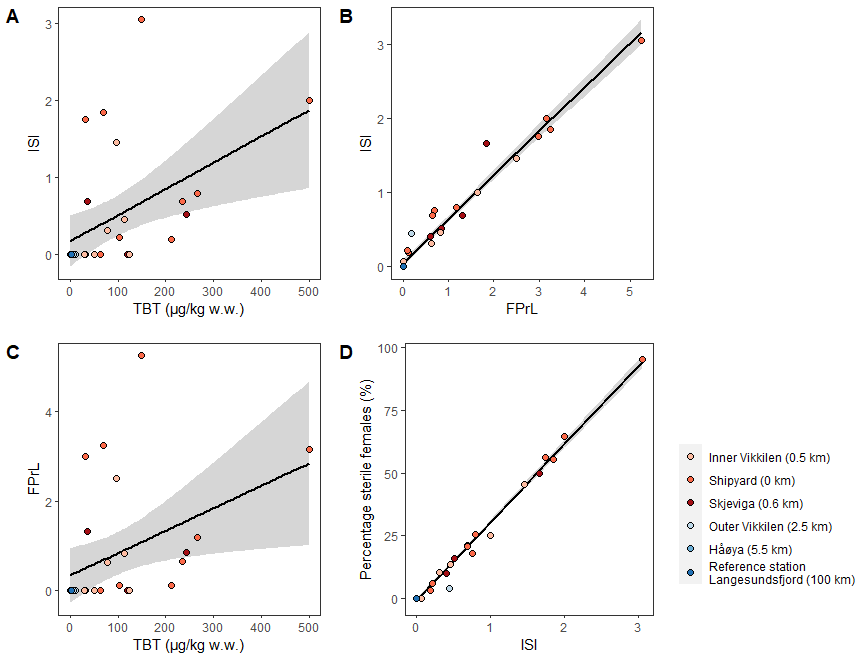 A
B
3
2
1
0
ISI
0
100
200
300
400
500
TBT (µg/kg w.w.)
3
2
1
0
ISI
0
1
2
3
4
5
FPrL
C
D
4
2
0
FPrL
0
100
200
300
400
500
TBT (µg/kg w.w.)
100
75
50
25
0
Percentage sterile females (%)
0
1
2
3
ISI
Inner Vikkilen (0.5 km)
Shipyard (0 km)
Skjeviga (0.6 km)
Outer Vikkilen (2.5 km)
Håøya (5.5 km)
Reference station
Langesundsfjord (100 km)